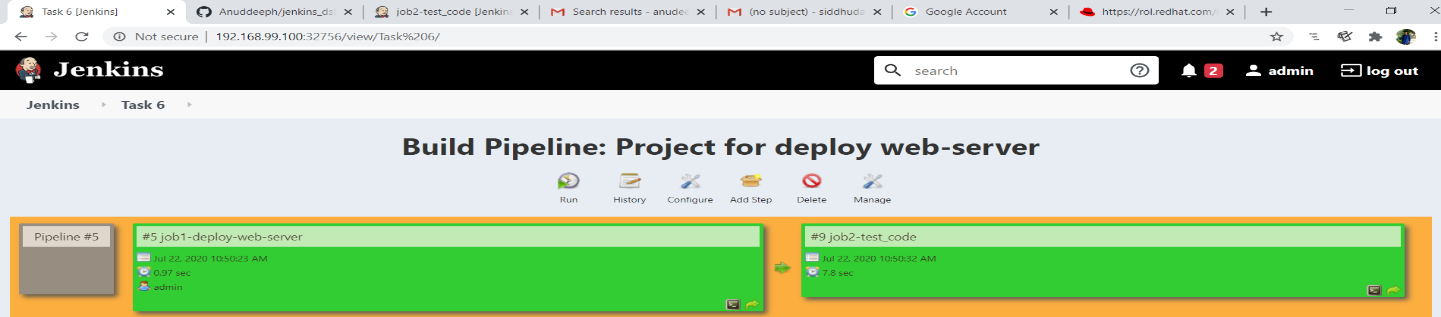 Task 6 [Jenkins]
Anuddeeph/jenkins_ds
job2-test_code [Jenkins
Search results - anudee
(no subject) - siddhuda
Google Account
https://rol.redhat.com/
Not secure | 192.168.99.100:32756/view/Task%206/
Jenkins
search
2
admin
log out
Jenkins
Task 6
Build Pipeline: Project for deploy web-server
Run
History
Configure
Add Step
Delete
Manage
Pipeline #5
#5 job1-deploy-web-server
Jul 22, 2020 10:50:23 AM
0.97 sec
admin
#9 job2-test_code
Jul 22, 2020 10:50:32 AM
7.8 sec